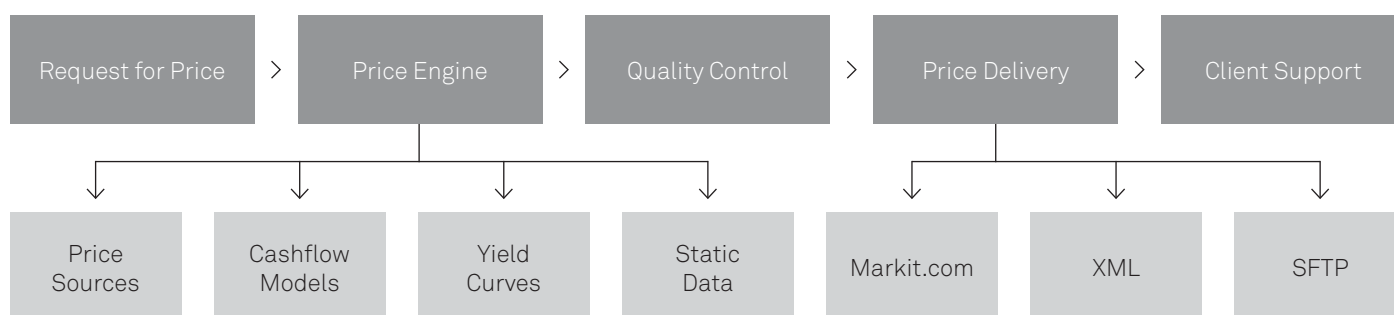 Request for Price
Price Engine
Quality Control
Price Delivery
Client Support
Price
Sources
Cashflow
Models
Yield
Curves
Static
Data
Markit.com
XML
SFTP